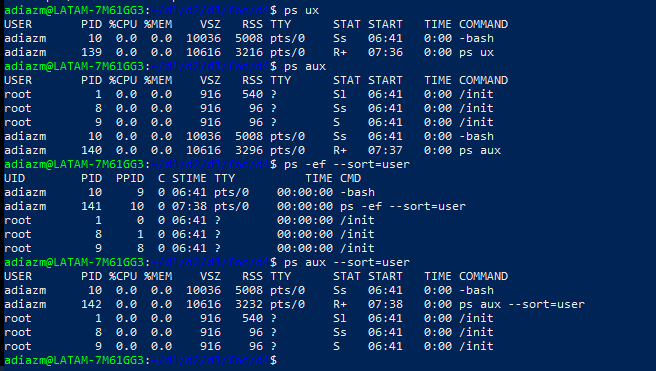 adiazm@LATAM-7M61GG3: $ ps ux
USER       PID %CPU %MEM    VSZ   RSS TTY      STAT START   TIME COMMAND
adiazm      10  0.0  0.0  10036  5008 pts/0    Ss   06:41   0:00 -bash
adiazm     139  0.0  0.0  10616  3216 pts/0    R+   07:36   0:00 ps ux
adiazm@LATAM-7M61GG3: $ ps aux
USER       PID %CPU %MEM    VSZ   RSS TTY      STAT START   TIME COMMAND
root         1  0.0  0.0    916   540 ?        Sl   06:41   0:00 /init
root         8  0.0  0.0    916    96 ?        Ss   06:41   0:00 /init
root         9  0.0  0.0    916    96 ?        S    06:41   0:00 /init
adiazm      10  0.0  0.0  10036  5008 pts/0    Ss   06:41   0:00 -bash
adiazm     140  0.0  0.0  10616  3296 pts/0    R+   07:37   0:00 ps aux
adiazm@LATAM-7M61GG3: $ ps -ef --sort=user
UID        PID  PPID  C STIME TTY          TIME CMD
adiazm      10     9  0 06:41 pts/0    00:00:00 -bash
adiazm     141    10  0 07:38 pts/0    00:00:00 ps -ef --sort=user
root         1     0  0 06:41 ?        00:00:00 /init
root         8     1  0 06:41 ?        00:00:00 /init
root         9     8  0 06:41 ?        00:00:00 /init
adiazm@LATAM-7M61GG3: $ ps aux --sort=user
USER       PID %CPU %MEM    VSZ   RSS TTY      STAT START   TIME COMMAND
adiazm      10  0.0  0.0  10036  5008 pts/0    Ss   06:41   0:00 -bash
adiazm     142  0.0  0.0  10616  3232 pts/0    R+   07:38   0:00 ps aux --sort=user
root         1  0.0  0.0    916   540 ?        Sl   06:41   0:00 /init
root         8  0.0  0.0    916    96 ?        Ss   06:41   0:00 /init
root         9  0.0  0.0    916    96 ?        S    06:41   0:00 /init
adiazm@LATAM-7M61GG3: $